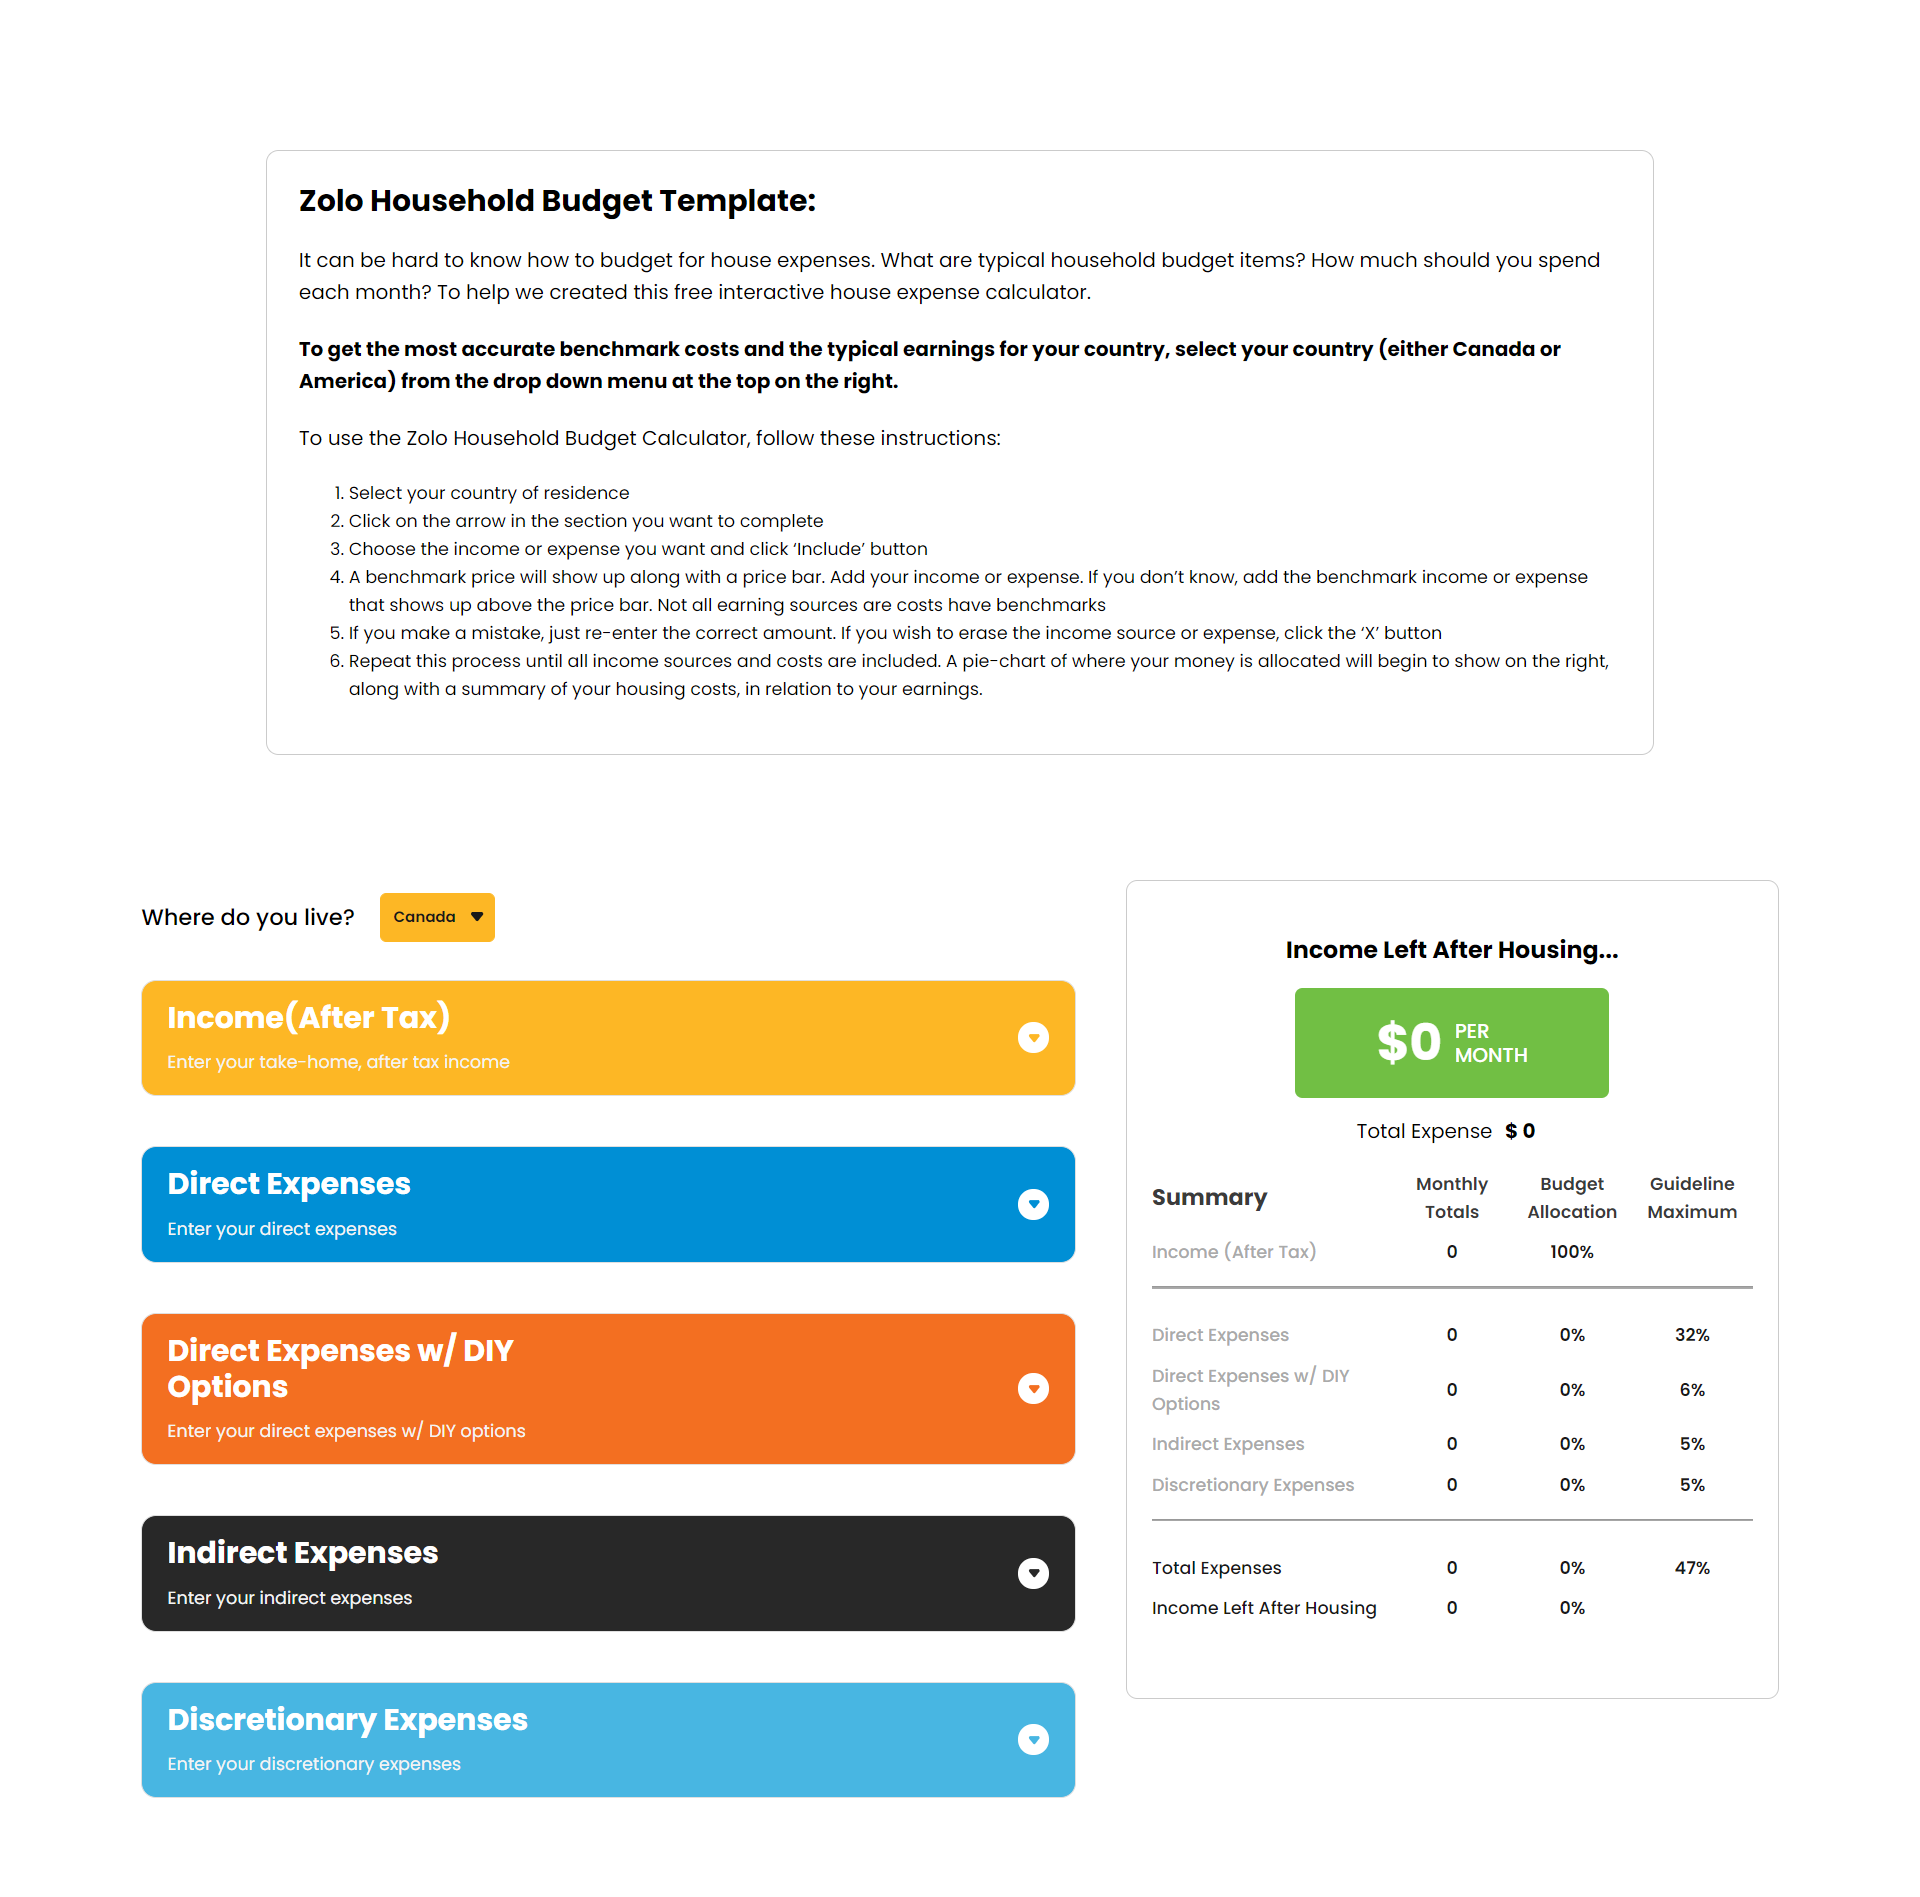 Zolo Household Budget Template:
It can be hard to know how to budget for house expenses. What are typical household budget items? How much should you spend
each month? To help we created this free interactive house expense calculator.
To get the most accurate benchmark costs and the typical earnings for your country, select your country (either Canada or
America) from the drop down menu at the top on the right.
To use the Zolo Household Budget Calculator, follow these instructions:
1. Select your country of residence
2. Click on the arrow in the section you want to complete
3. Choose the income or expense you want and click ‘Include’ button
4. A benchmark price will show up along with a price bar. Add your income or expense. If you don’t know, add the benchmark income or expense
that shows up above the price bar. Not all earning sources are costs have benchmarks
5. If you make a mistake, just re-enter the correct amount. If you wish to erase the income source or expense, click the ‘X’ button
6. Repeat this process until all income sources and costs are included. A pie-chart of where your money is allocated will begin to show on the right,
along with a summary of your housing costs, in relation to your earnings.
Where do you live? Canada
Income(After Tax)
Enter your take-home, after tax income
Direct Expenses
Enter your direct expenses
Direct Expenses w/ DIY
Options
Enter your direct expenses w/ DIY options
Indirect Expenses
Enter your indirect expenses
Discretionary Expenses
Enter your discretionary expenses
Income Left After Housing...
$0 PER
MONTH
Total Expense $ 0
Summary Monthly Totals Budget Allocation Guideline Maximum
Income (After Tax) 0 100%
Direct Expenses 0 0% 32%
Direct Expenses w/ DIY
Options 0 0% 6%
Indirect Expenses 0 0% 5%
Discretionary Expenses 0 0% 5%
Total Expenses 0 0% 47%
Income Left After Housing 0 0%